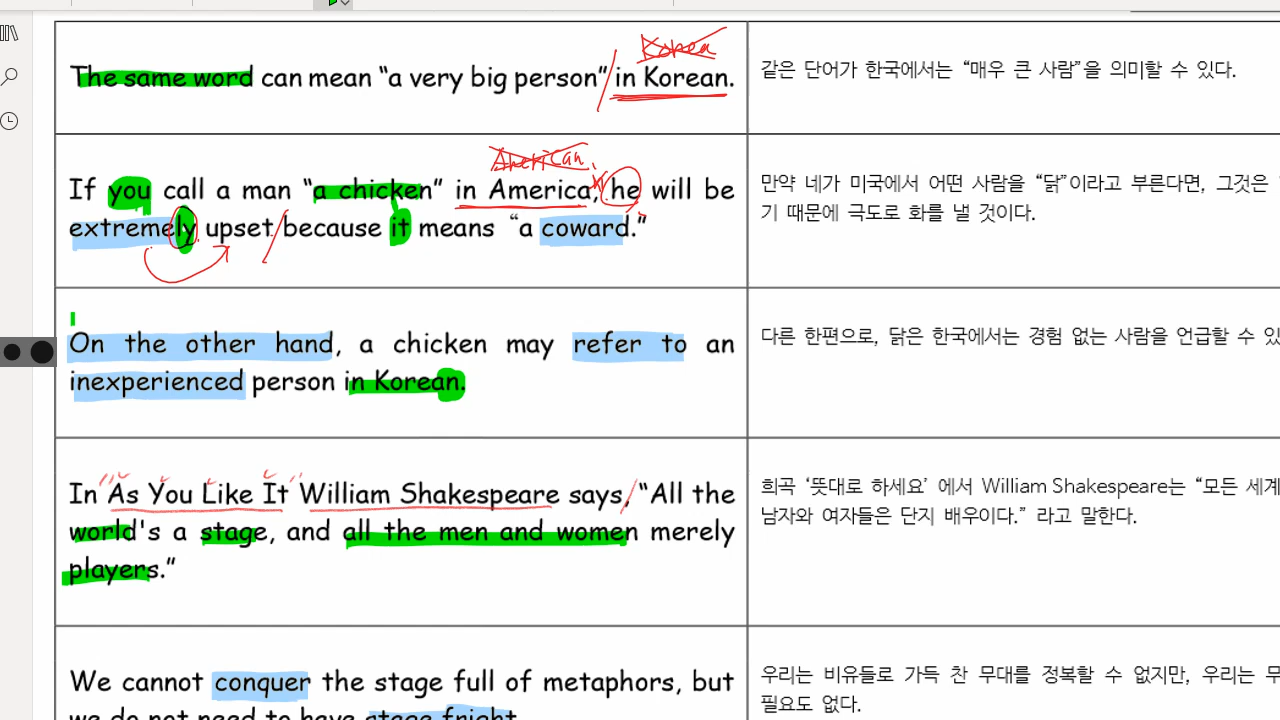 Korea
The same word can mean “a very big person” in Korean.
같은 단어가 한국에서는 “매우 큰 사람”을 의미할 수 있다.
American
If you call a man “a chicken” in America, he will be
extremely upset because it means “a coward.”
만약 네가 미국에서 어떤 사람을 “닭”이라고 부른다면, 그것은
기 때문에 극도로 화를 낼 것이다.
On the other hand, a chicken may refer to an
inexperienced person in Korean.
다른 한편으로, 닭은 한국에서는 경험 없는 사람을 언급할 수 있
In As You Like It William Shakespeare says, “All the
world's a stage, and all the men and women merely
players.”
희곡 ‘뜻대로 하세요’ 에서 William Shakespeare는 “모든 세계
남자와 여자들은 단지 배우이다.” 라고 말한다.
We cannot conquer the stage full of metaphors, but
we do not need to have stage fright
우리는 비유들로 가득 찬 무대를 정복할 수 없지만, 우리는 무
필요도 없다.